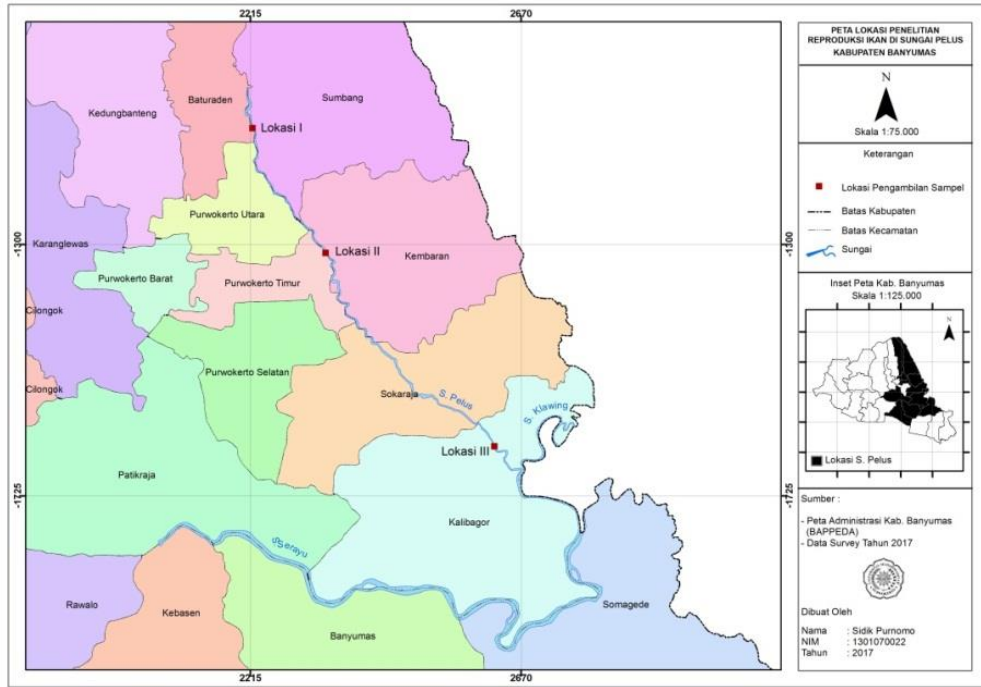 2215
2670
Kedungbanteng
Baturaden
Sumbang
Lokasi I
Purwokerto Utara
Karanglewas
-1300
-1300
Lokasi II
Kembaran
Purwokerto Barat
Purwokerto Timur
Cilongok
Purwokerto Selatan
Cilongok
Sokaraja
S. Pelus
S. Klawing
Lokasi III
Patikraja
-1725
-1725
Kalibagor
S.Serayu
Rawalo
Kebasen
Banyumas
Somagede
2215
2670
PETA LOKASI PENELITIAN
REPRODUKSI IKAN DI SUNGAI PELUS
KABUPATEN BANYUMAS
N
Skala 1:75.000
Keterangan
Lokasi Pengambilan Sampel
Batas Kabupaten
Batas Kecamatan
Sungai
Inset Peta Kab. Banyumas
Skala 1:125.000
N
Lokasi S. Pelus
Sumber :
- Peta Administrasi Kab. Banyumas
(BAPPEDA)
- Data Survey Tahun 2017
Dibuat Oleh
Nama : Sidik Purnomo
NIM : 1301070022
Tahun : 2017